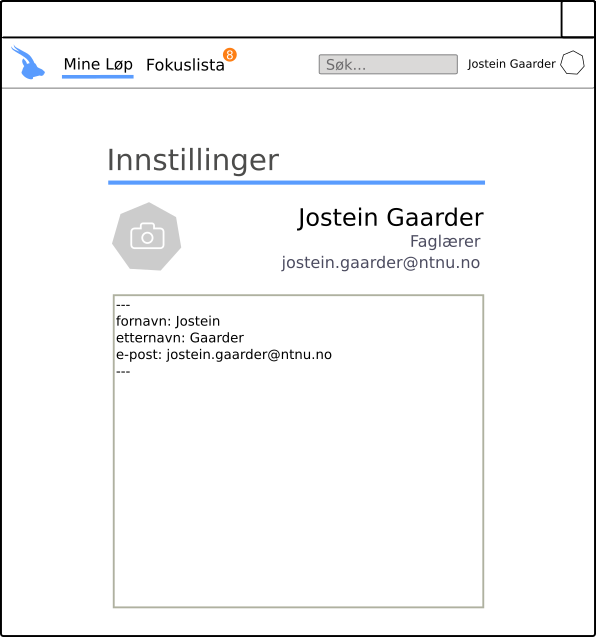 Mine Løp Fokuslista 8 Søk... Jostein Gaarder
Innstillinger
Jostein Gaarder
Faglærer
jostein.gaarder@ntnu.no
---
fornavn: Jostein
etternavn: Gaarder
e-post: jostein.gaarder@ntnu.no
---